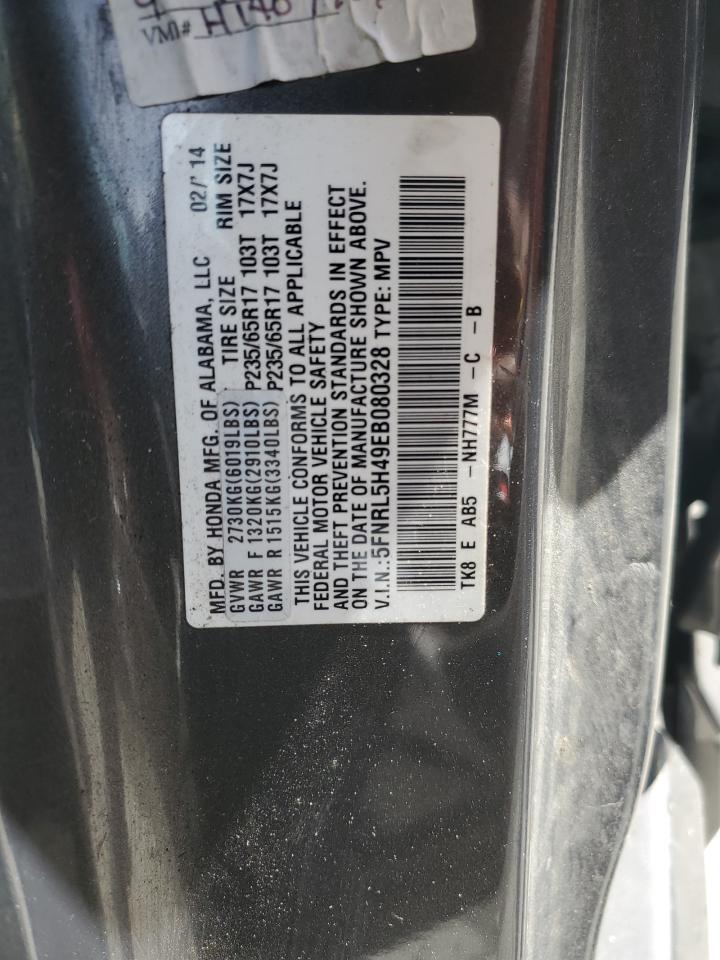 VMI# H146
MFD. BY HONDA MFG. OF ALABAMA, LLC 02/'14
GVWR 2730KG(6019LBS) TIRE SIZE RIM SIZE
GAWR F 1320KG(2910LBS) P235/65R17 103T 17X7J
GAWR R 1515KG(3340LBS) P235/65R17 103T 17X7J
THIS VEHICLE CONFORMS TO ALL APPLICABLE
FEDERAL MOTOR VEHICLE SAFETY
AND THEFT PREVENTION STANDARDS IN EFFECT
ON THE DATE OF MANUFACTURE SHOWN ABOVE.
V.I.N.:5FNRL5H49EB080328 TYPE: MPV
TK8 E AB5 -NH777M -C -B